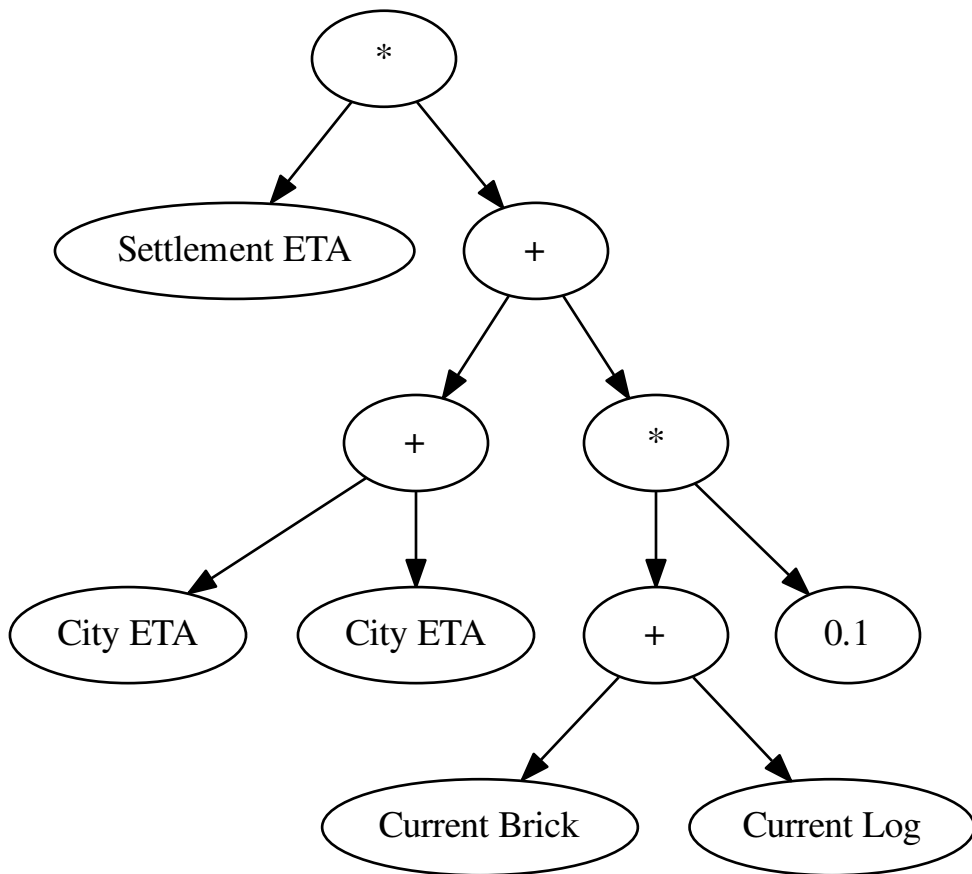 *
Settlement ETA
+
+
*
City ETA
City ETA
+
0.1
Current Brick
Current Log